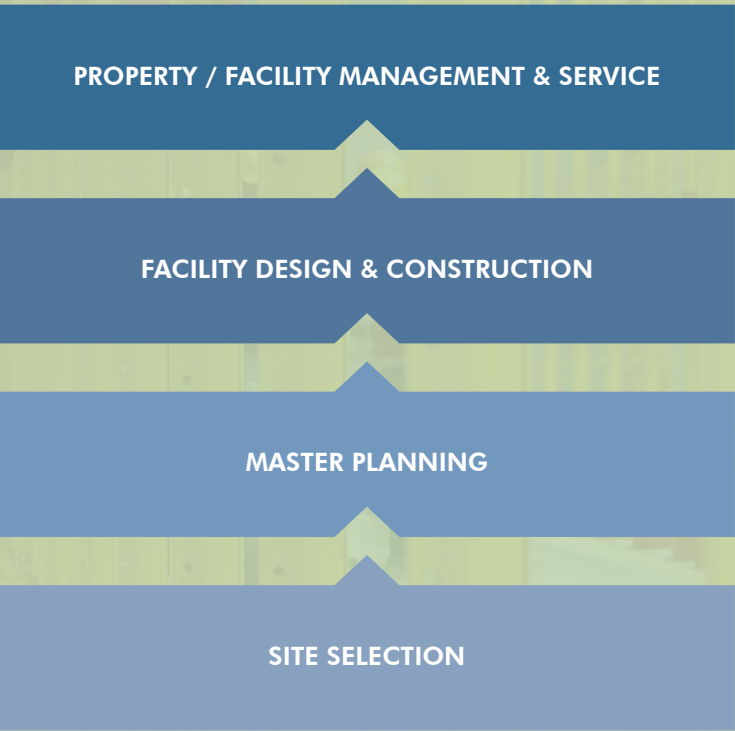 PROPERTY / FACILITY MANAGEMENT & SERVICE
FACILITY DESIGN & CONSTRUCTION
MASTER PLANNING
SITE SELECTION